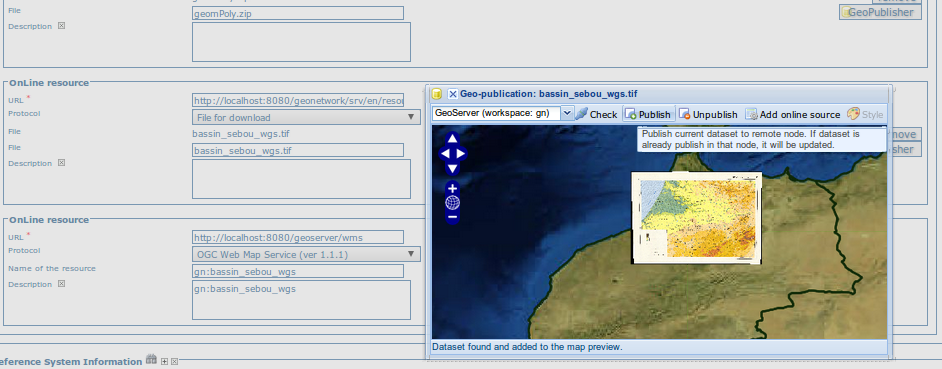 File
geomPoly.zip
remove
GeoPublisher
Description
OnLine resource
URL *
http://localhost:8080/geonetwork/srv/en/resou
Protocol
File for download
File
bassin_sebou_wgs.tif
File
bassin_sebou_wgs.tif
Description
Geo-publication: bassin_sebou_wgs.tif
GeoServer (workspace: gn)
Check
Publish
Unpublish
Add online source
Style
Publish current dataset to remote node. If dataset is
already publish in that node, it will be updated.
Dataset found and added to the map preview.
OnLine resource
URL *
http://localhost:8080/geoserver/wms
Protocol
OGC Web Map Service (ver 1.1.1)
Name of the resource
gn:bassin_sebou_wgs
Description
gn:bassin_sebou_wgs
eference System Information